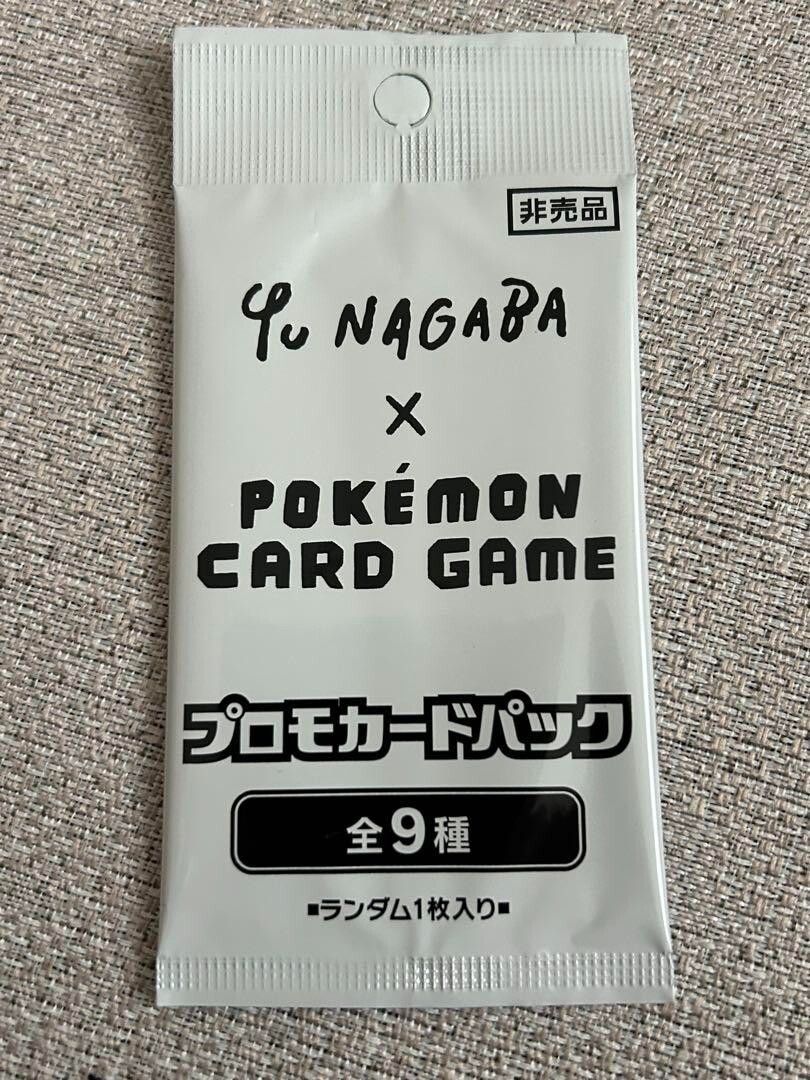 非売品
Yu NAGABA
×
POKÉMON
CARD GAME
プロモカードパック
全9種
■ランダム1枚入り■